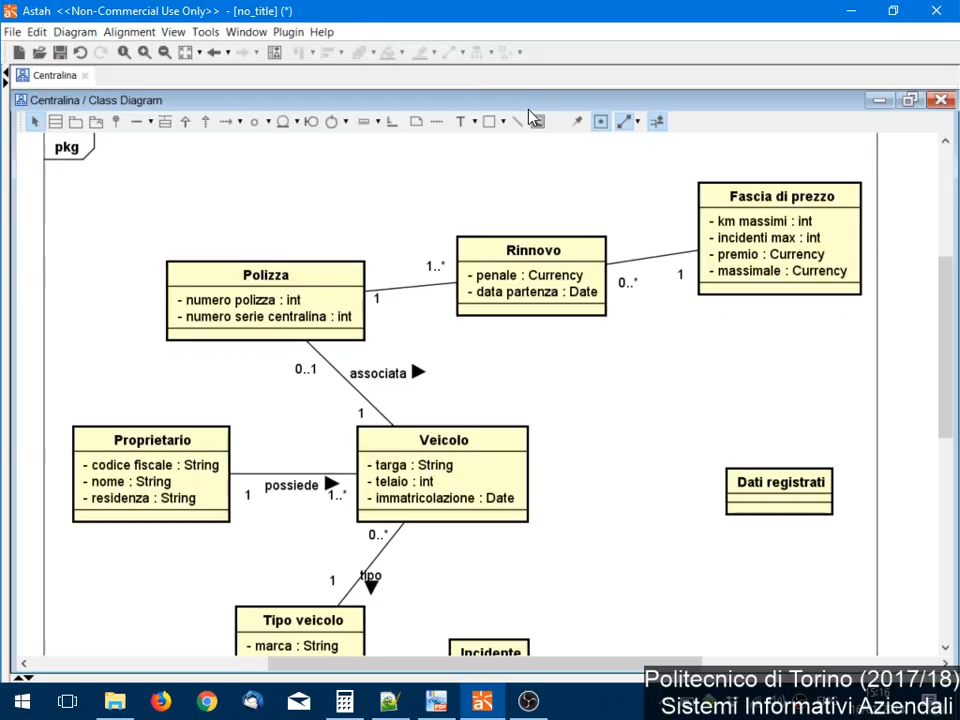 Astah <<Non-Commercial Use Only>> - [no_title] (*)
File Edit Diagram Alignment View Tools Window Plugin Help
Centralina
Centralina / Class Diagram
T
pkg
Fascia di prezzo
- km massimi : int
- incidenti max : int
- premio : Currency
- massimale : Currency
Rinnovo
- penale : Currency
- data partenza : Date
1..*
0..*
1
Polizza
- numero polizza : int
- numero serie centralina : int
1
0..1
associata
1
Proprietario
- codice fiscale : String
- nome : String
- residenza : String
Veicolo
- targa : String
- telaio : int
- immatricolazione : Date
possiede
1
1..*
Dati registrati
0..*
1
tipo
Tipo veicolo
- marca : String
Incidente
Politecnico di Torino (2017/18)
5:16
Sistemi Informativi Aziendali